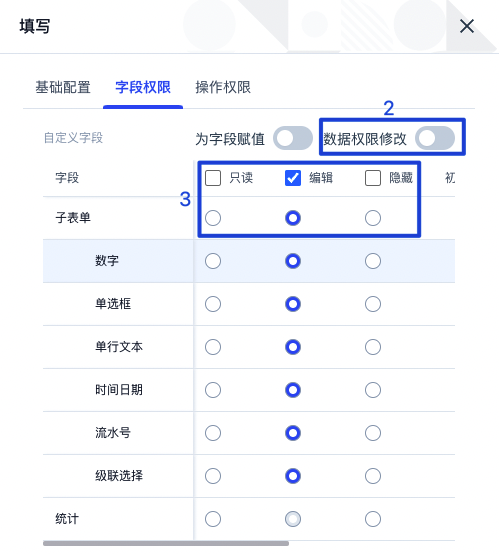 填写
基础配置 字段权限 操作权限
2
自定义字段 为字段赋值 数据权限修改
3
字段 只读 编辑 隐藏 初
子表单
数字
单选框
单行文本
时间日期
流水号
级联选择
统计